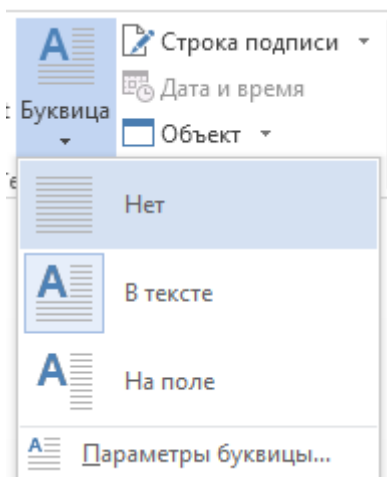 Строка подписи
Дата и время
Буквица
Объект
Нет
В тексте
На поле
Параметры буквицы...